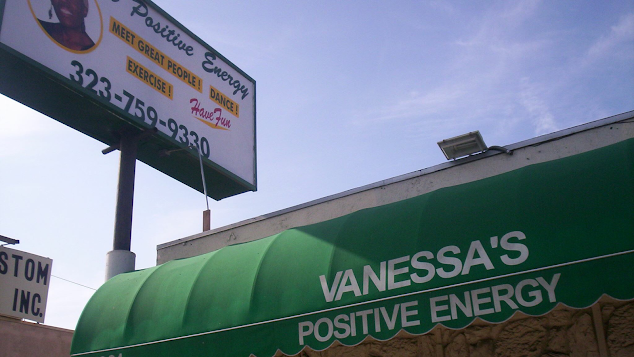 Positive Energy
MEET GREAT PEOPLE! DANCE!
EXERCISE! Have Fun
323-759-9330
STOM
INC.
VANESSA'S
POSITIVE ENERGY